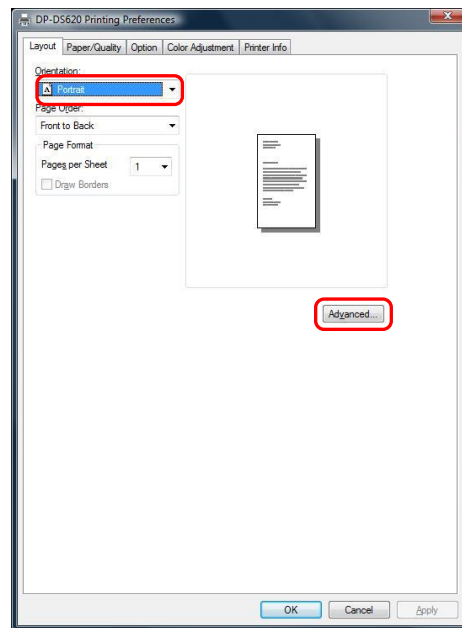 DP-DS620 Printing Preferences
Layout Paper/Quality Option Color Adjustment Printer Info
Orientation:
A Portrait
Page Order:
Front to Back
Page Format
Pages per Sheet 1
Draw Borders
Advanced...
OK Cancel Apply